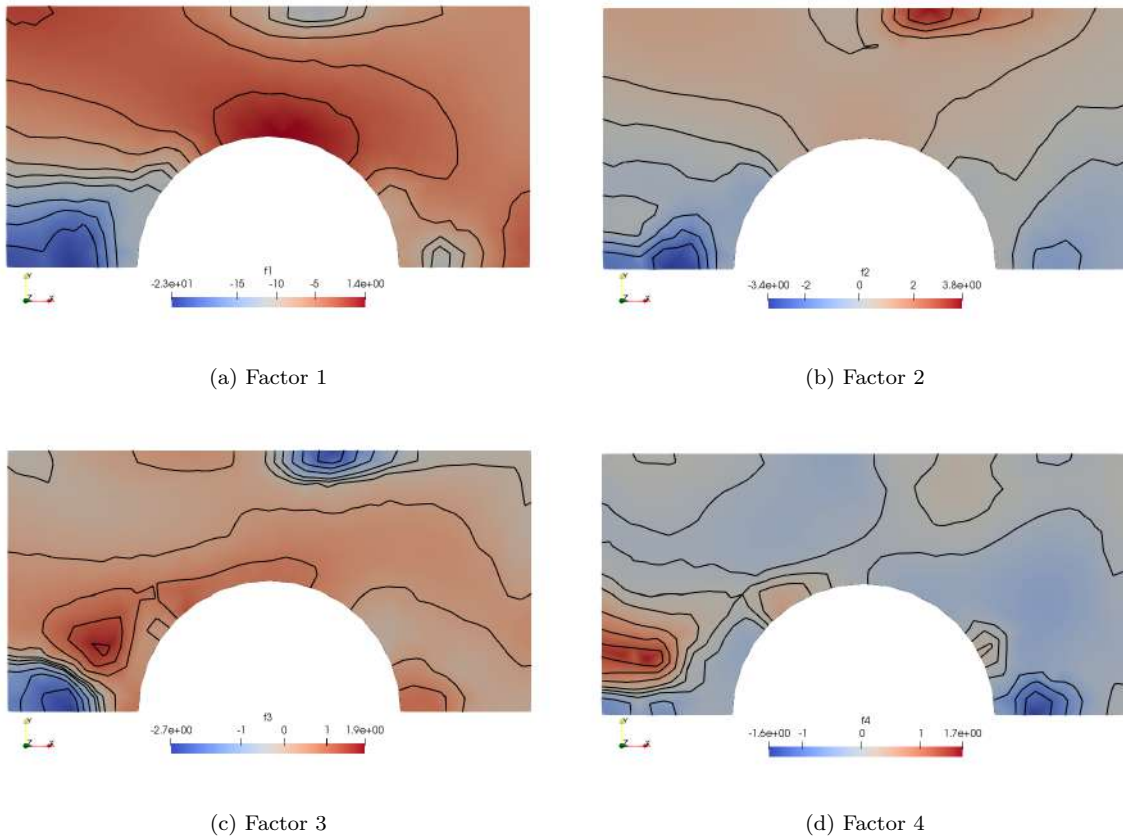 f1
-2.3e+01 -15 -10 -5 1.4e+00
Y
Z X
(a) Factor 1
f2
-3.4e+00 -2 0 2 3.8e+00
Y
Z X
(b) Factor 2
f3
-2.7e+00 -1 0 1 1.9e+00
Y
Z X
(c) Factor 3
f4
-1.6e+00 -1 0 1 1.7e+00
Y
Z X
(d) Factor 4